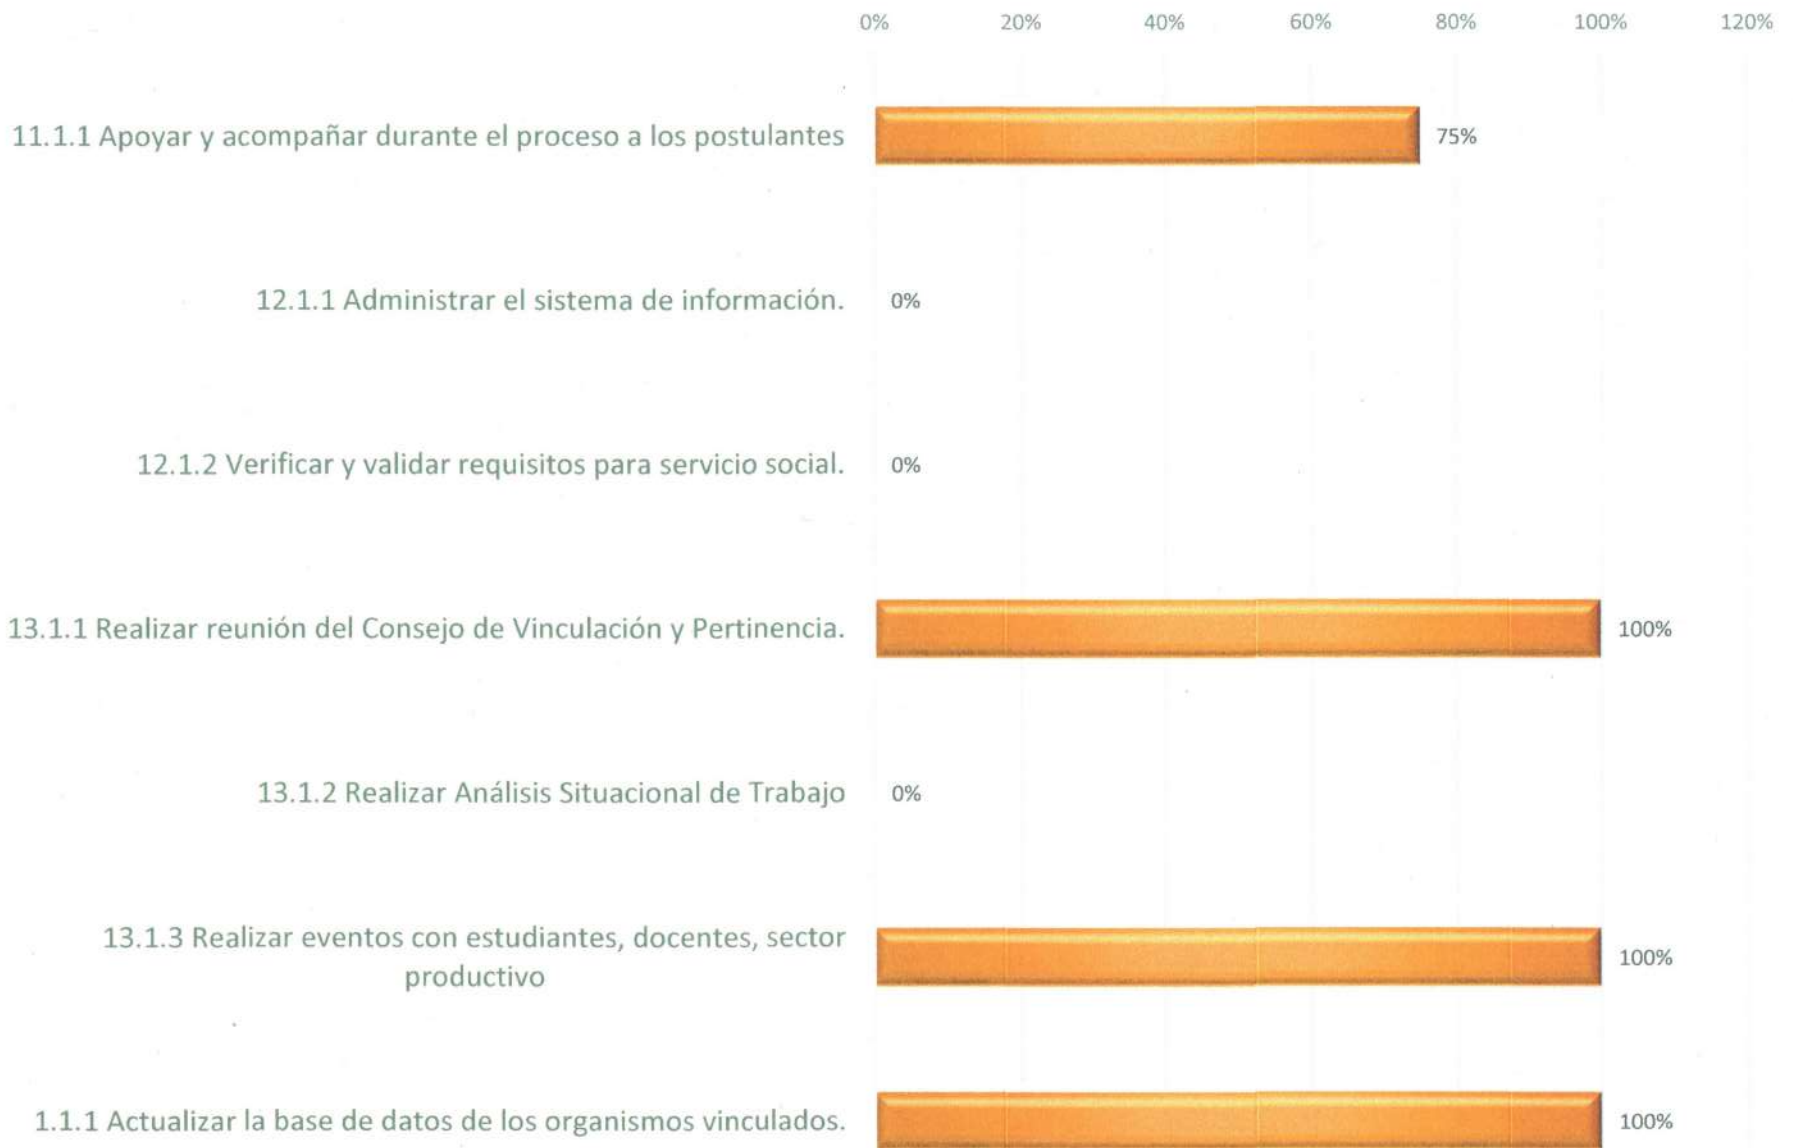 0% 20% 40% 60% 80% 100% 120%
11.1.1 Apoyar y acompañar durante el proceso a los postulantes 75%
12.1.1 Administrar el sistema de información. 0%
12.1.2 Verificar y validar requisitos para servicio social. 0%
13.1.1 Realizar reunión del Consejo de Vinculación y Pertinencia. 100%
13.1.2 Realizar Análisis Situacional de Trabajo 0%
13.1.3 Realizar eventos con estudiantes, docentes, sector
productivo
100%
1.1.1 Actualizar la base de datos de los organismos vinculados. 100%